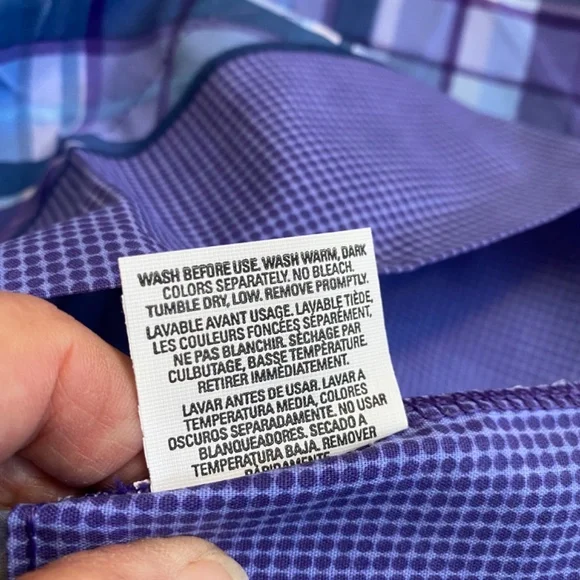 WASH BEFORE USE. WASH WARM, DARK
COLORS SEPARATELY. NO BLEACH.
TUMBLE DRY, LOW. REMOVE PROMPTLY.
LAVABLE AVANT USAGE. LAVABLE TIÈDE,
LES COULEURS FONCÉES SÉPARÉMENT,
NE PAS BLANCHIR. SÉCHAGE PAR
CULBUTAGE, BASSE TEMPÉRATURE
RETIRER IMMÉDIATEMENT.
LAVAR ANTES DE USAR. LAVAR A
TEMPERATURA MEDIA, COLORES
OSCUROS SEPARADAMENTE. NO USAR
BLANQUEADORES. SECADO A
TEMPERATURA BAJA. REMOVER
RAPIDAMENTE.